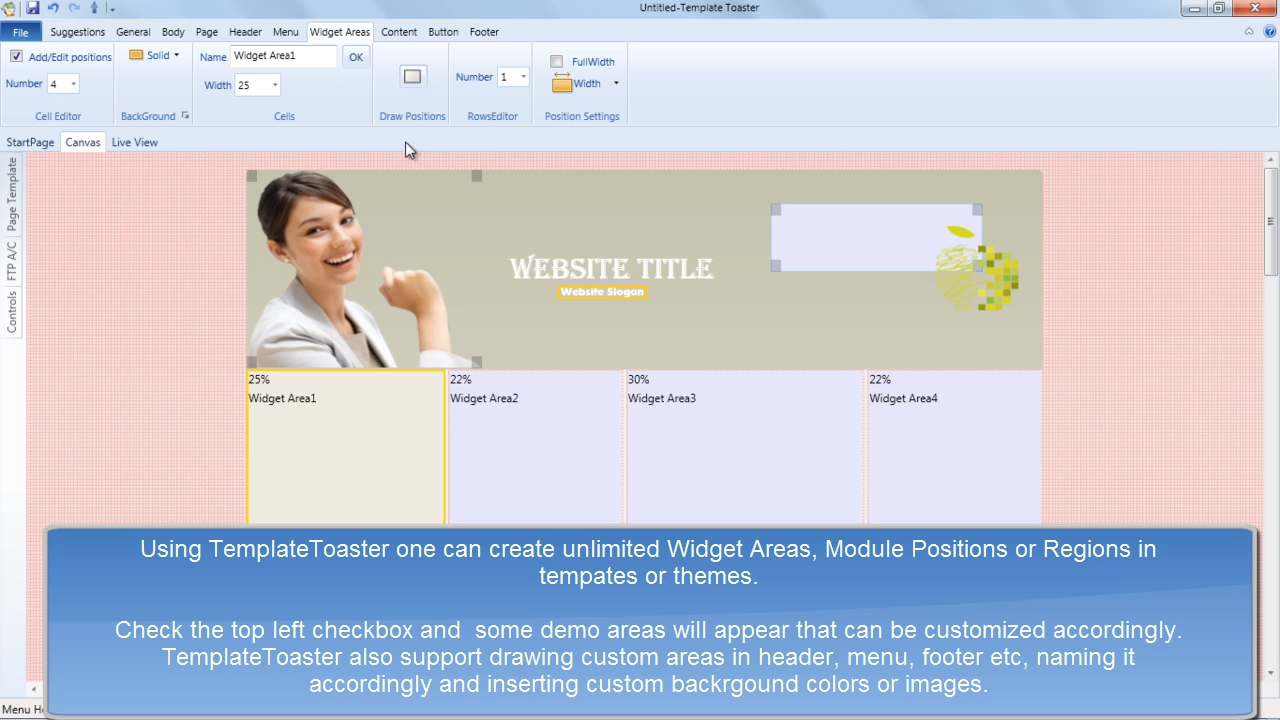 Untitled-Template Toaster
File Suggestions General Body Page Header Menu Widget Areas Content Button Footer
Add/Edit positions Solid Name Widget Area1 OK FullWidth
Number 4 Width 25 Number 1 Width
Cell Editor BackGround Cells Draw Positions RowsEditor Position Settings
StartPage Canvas Live View
Page Template
FTP A/C
Controls
WEBSITE TITLE
Website Slogan
25% 22% 30% 22%
Widget Area1 Widget Area2 Widget Area3 Widget Area4
Using TemplateToaster one can create unlimited Widget Areas, Module Positions or Regions in
tempates or themes.
Check the top left checkbox and some demo areas will appear that can be customized accordingly.
TemplateToaster also support drawing custom areas in header, menu, footer etc, naming it
accordingly and inserting custom backrgound colors or images.
Menu